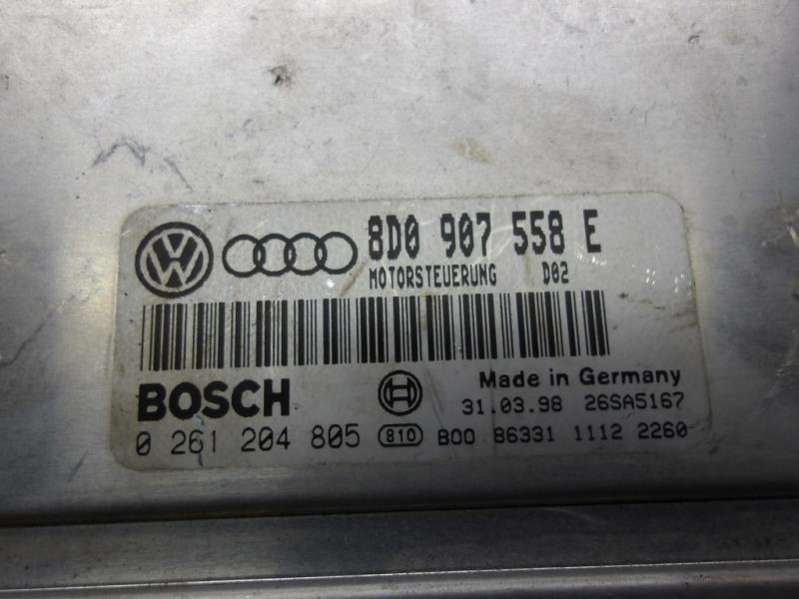 8D0 907 558 E
MOTORSTEUERUNG D02
BOSCH
Made in Germany
31.03.98 26SA5167
0 261 204 805 810 B00 86331 1112 2260